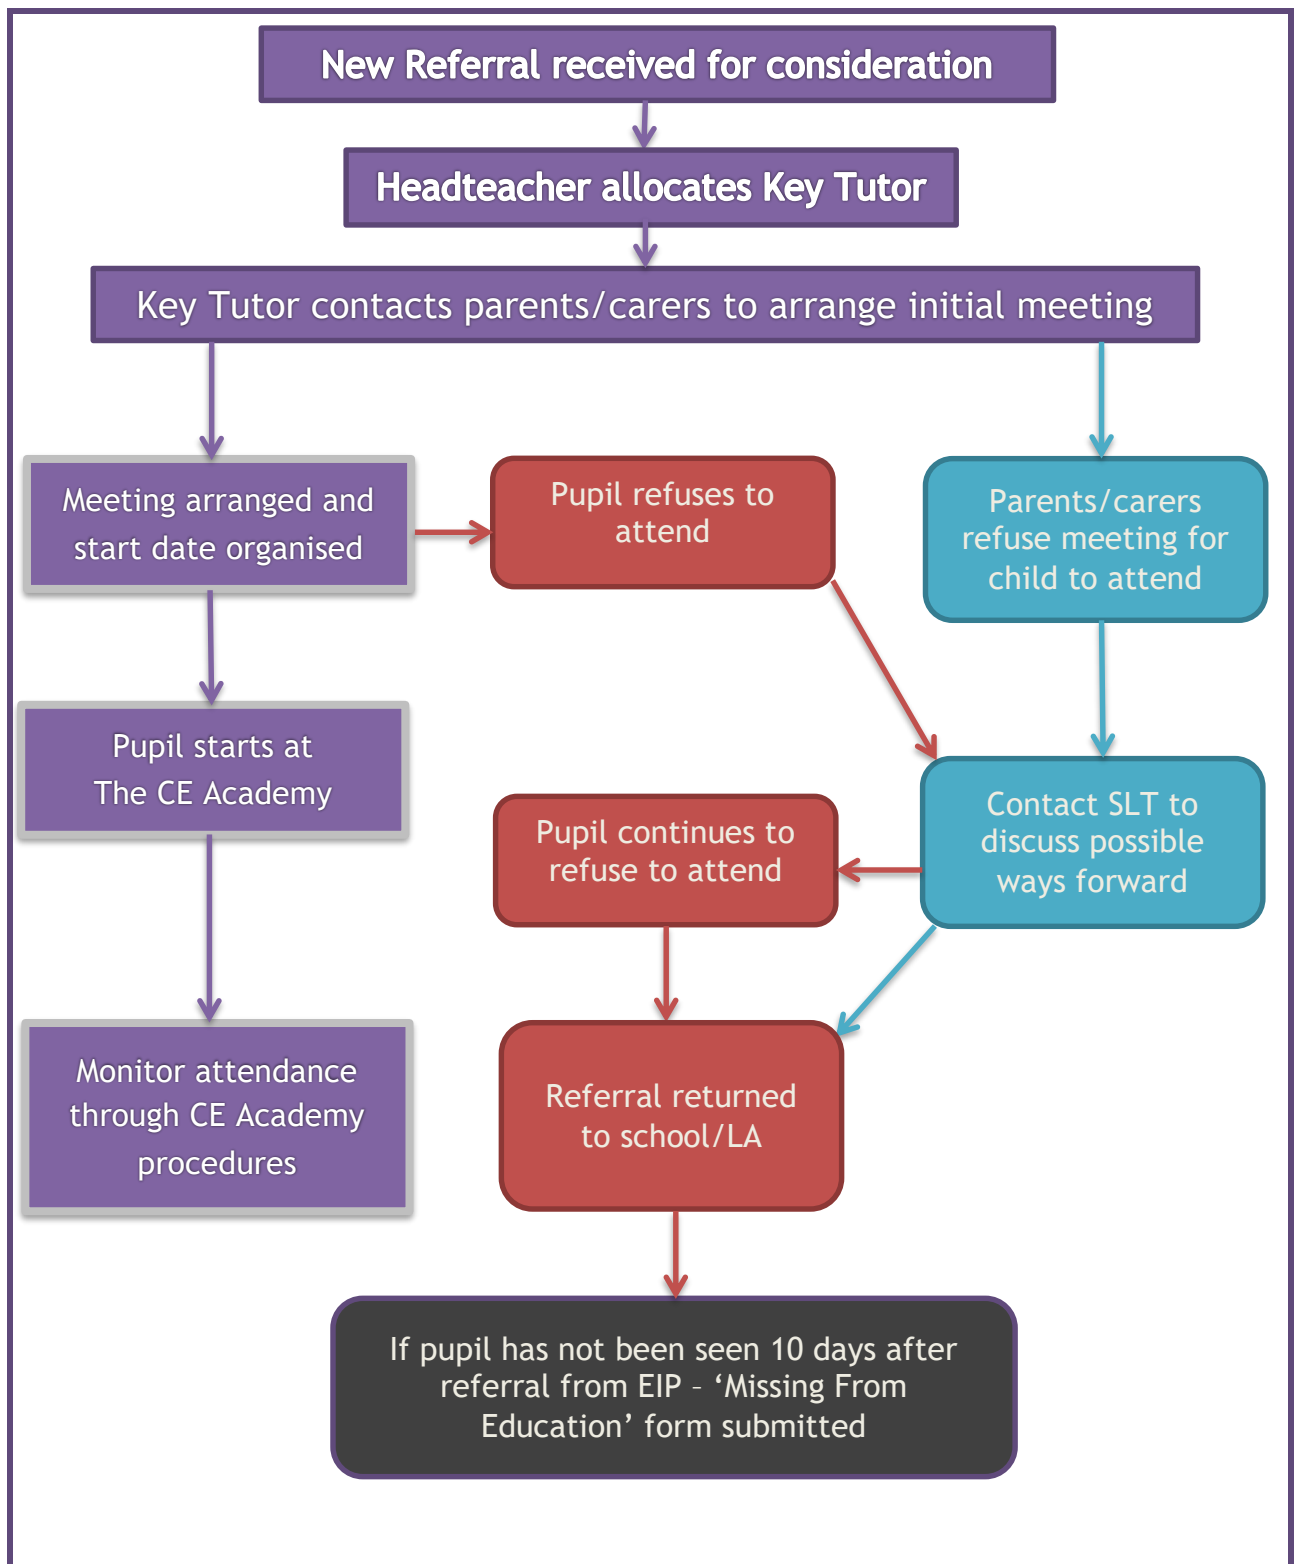 New Referral received for consideration
Headteacher allocates Key Tutor
Key Tutor contacts parents/carers to arrange initial meeting
Meeting arranged and
start date organised
Pupil refuses to
attend
Parents/carers
refuse meeting for
child to attend
Pupil starts at
The CE Academy
Contact SLT to
discuss possible
ways forward
Pupil continues to
refuse to attend
Monitor attendance
through CE Academy
procedures
Referral returned
to school/LA
If pupil has not been seen 10 days after
referral from EIP – ‘Missing From
Education’ form submitted